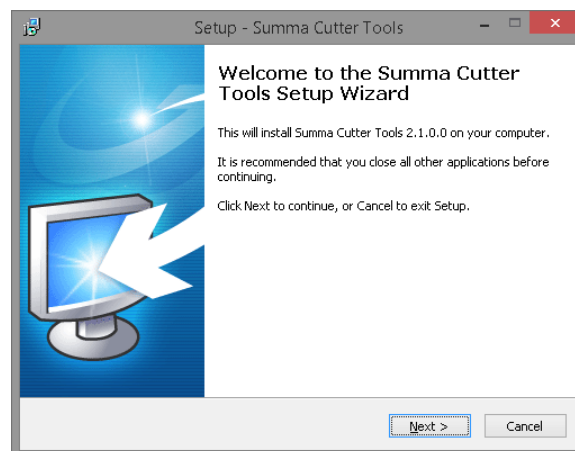 Setup - Summa Cutter Tools
Welcome to the Summa Cutter
Tools Setup Wizard
This will install Summa Cutter Tools 2.1.0.0 on your computer.
It is recommended that you close all other applications before
continuing.
Click Next to continue, or Cancel to exit Setup.
Next >
Cancel